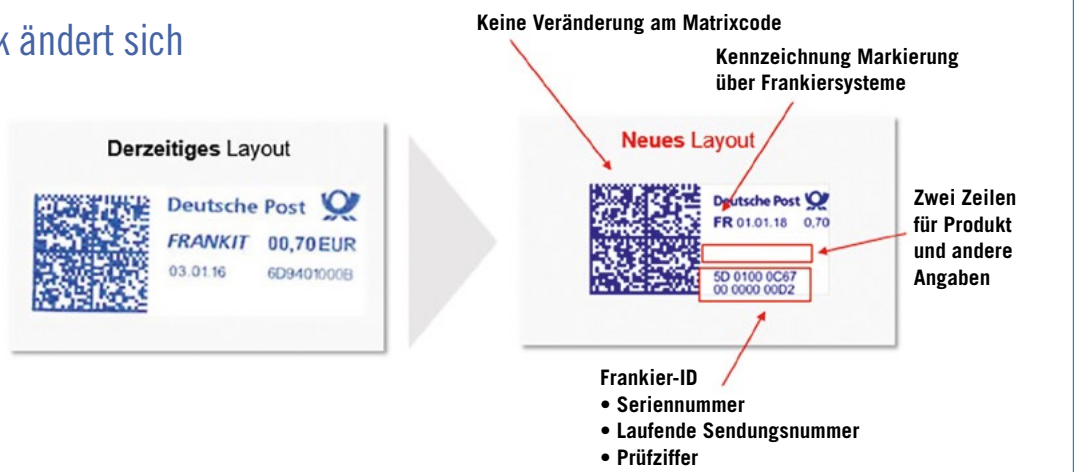 k ändert sich
Keine Veränderung am Matrixcode
Kennzeichnung Markierung
über Frankiersysteme
Derzeitiges Layout
Deutsche Post
FRANKIT 00,70EUR
03.01.16 6D9401000B
Neues Layout
Deutsche Post
FR 01.01.18 0,70
5D 0100 0C67
00 0000 00D2
Zwei Zeilen
für Produkt
und andere
Angaben
Frankier-ID
• Seriennummer
• Laufende Sendungsnummer
• Prüfziffer